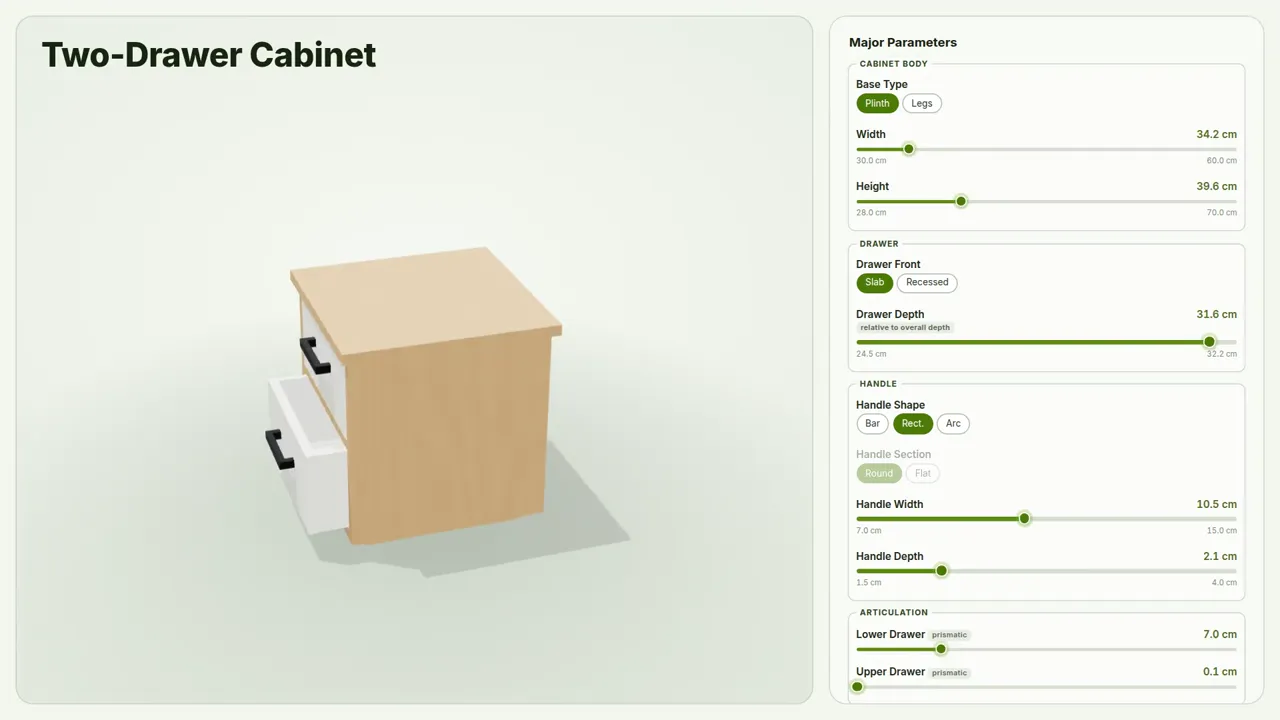 Two-Drawer Cabinet
Major Parameters
CABINET BODY
Base Type
Plinth Legs
Width 34.2 cm
30.0 cm 60.0 cm
Height 39.6 cm
28.0 cm 70.0 cm
DRAWER
Drawer Front
Slab Recessed
Drawer Depth 31.6 cm
relative to overall depth
24.5 cm 32.2 cm
HANDLE
Handle Shape
Bar Rect. Arc
Handle Section
Round Flat
Handle Width 10.5 cm
7.0 cm 15.0 cm
Handle Depth 2.1 cm
1.5 cm 4.0 cm
ARTICULATION
Lower Drawer prismatic 7.0 cm
Upper Drawer prismatic 0.1 cm